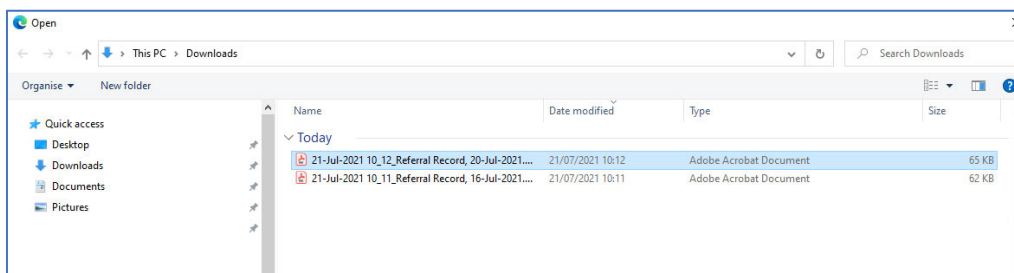 Open
This PC > Downloads
Search Downloads
Organise New folder
Name Date modified Type Size
Quick access
Desktop
Downloads
Documents
Pictures
Today
21-Jul-2021 10_12_Referral Record, 20-Jul-2021.... 21/07/2021 10:12 Adobe Acrobat Document 65 KB
21-Jul-2021 10_11_Referral Record, 16-Jul-2021.... 21/07/2021 10:11 Adobe Acrobat Document 62 KB